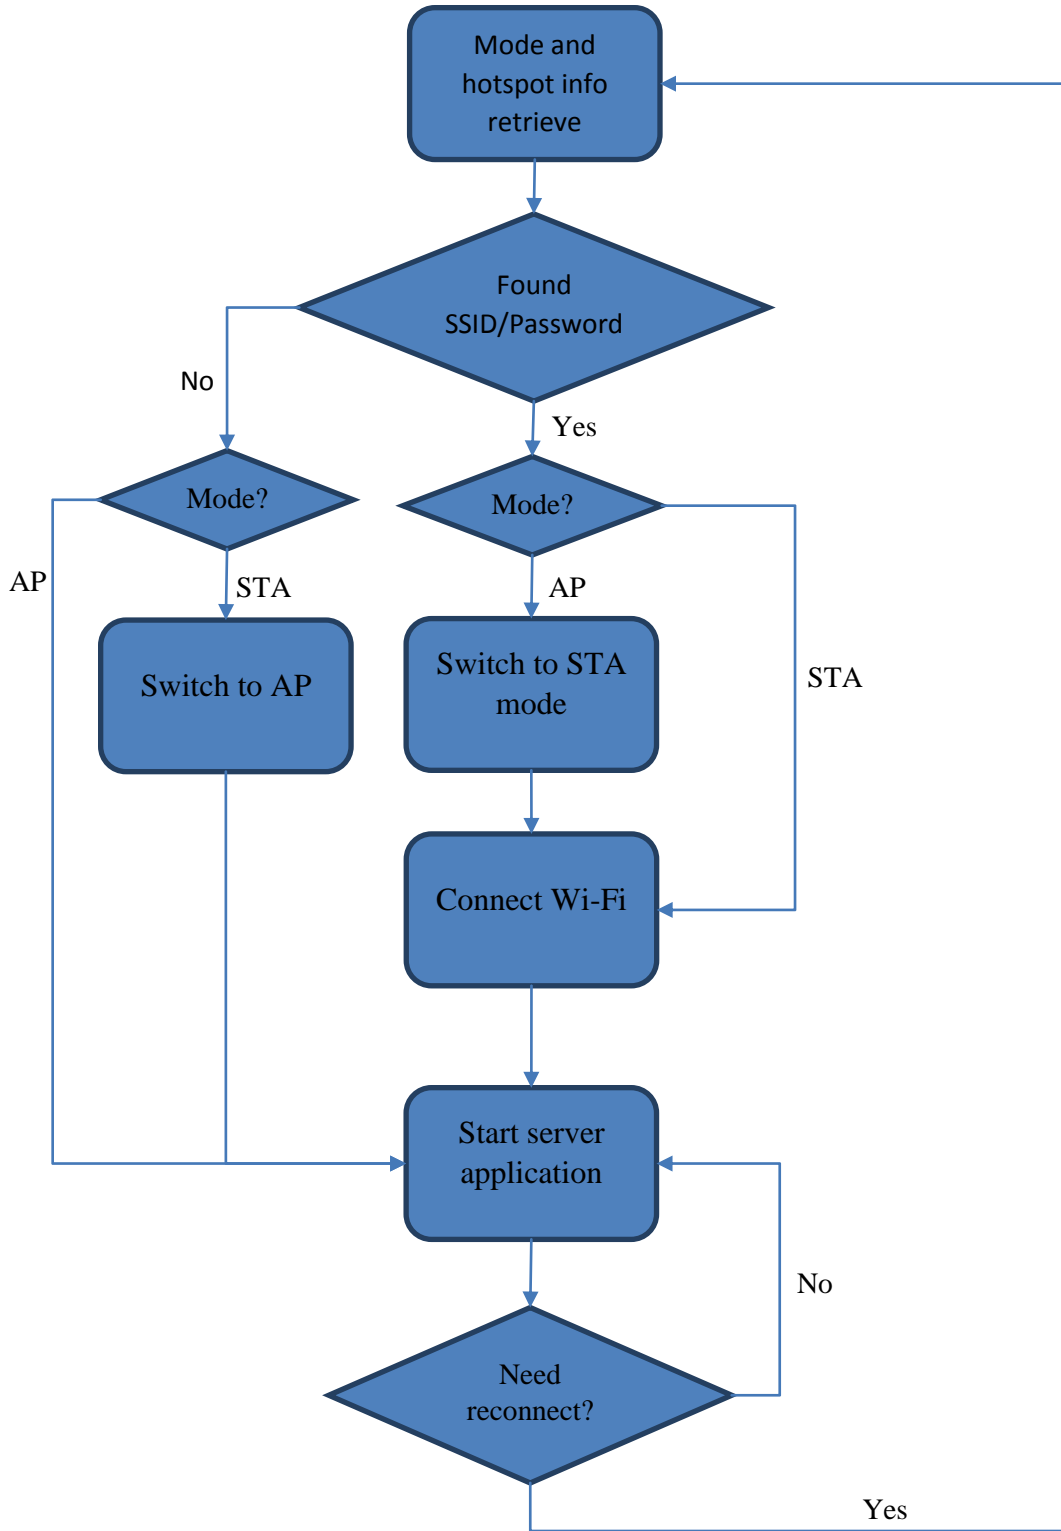 Mode and
hotspot info
retrieve
Found
SSID/Password
No
Yes
Mode?
Mode?
AP
STA
AP
Switch to AP
Switch to STA
mode
STA
Connect Wi-Fi
Start server
application
No
Need
reconnect?
Yes